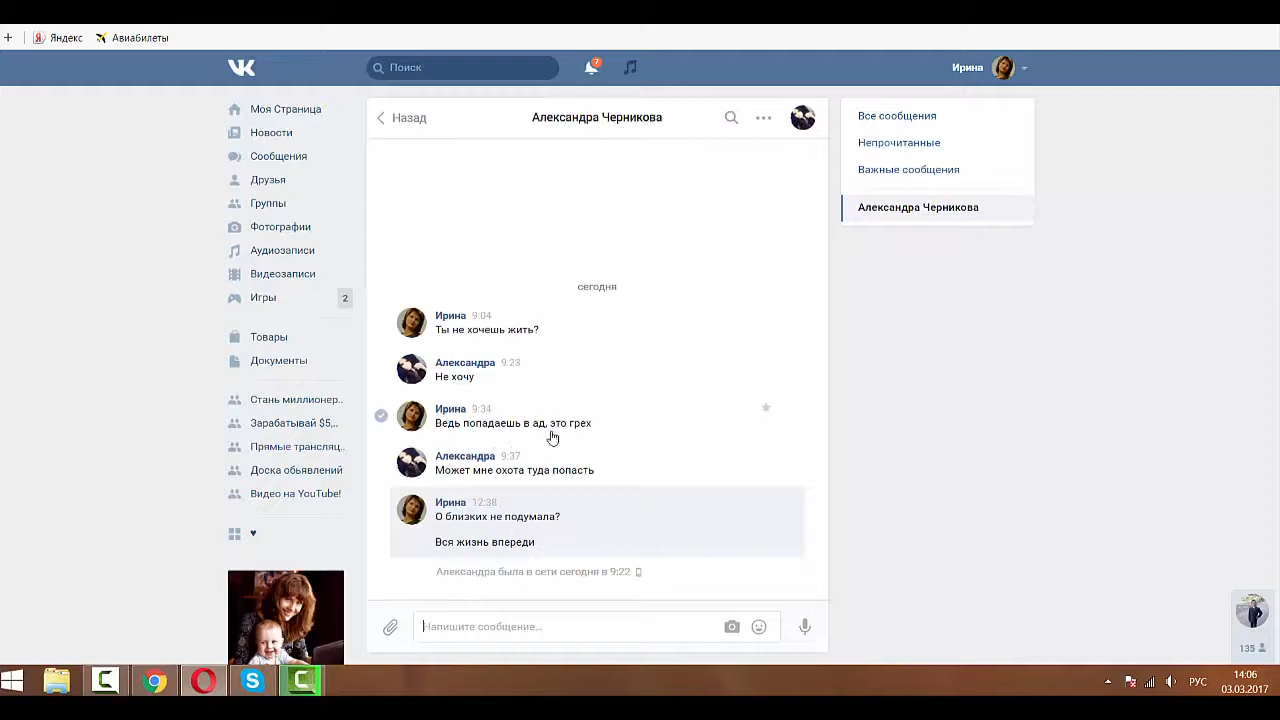 + Яндекс Авиабилеты
Поиск 7 Ирина
Моя Страница
Новости
Сообщения
Друзья
Группы
Фотографии
Аудиозаписи
Видеозаписи
Игры 2
Товары
Документы
Стань миллионер..
Зарабатывай $5,..
Прямые трансляц..
Доска обьявлений
Видео на YouTube!
Назад Александра Черникова
сегодня
Ирина 9:04
Ты не хочешь жить?
Александра 9:23
Не хочу
Ирина 9:34
Ведь попадаешь в ад, это грех
Александра 9:37
Может мне охота туда попасть
Ирина 12:38
О близких не подумала?
Вся жизнь впереди
Александра была в сети сегодня в 9:22
Напишите сообщение...
Все сообщения
Непрочитанные
Важные сообщения
Александра Черникова
135
РУС 14:06
03.03.2017